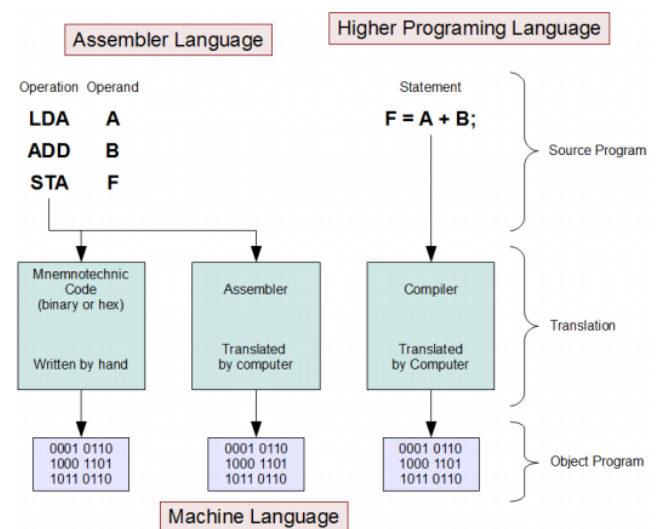 Assembler Language
Higher Programing Language
Operation Operand
Statement
LDA A
ADD B
STA F
F = A + B;
Source Program
Mnemnotechnic
Code
(binary or hex)
Written by hand
Assembler
Translated
by computer
Compiler
Translated
by Computer
Translation
0001 0110
1000 1101
1011 0110
0001 0110
1000 1101
1011 0110
0001 0110
1000 1101
1011 0110
Object Program
Machine Language